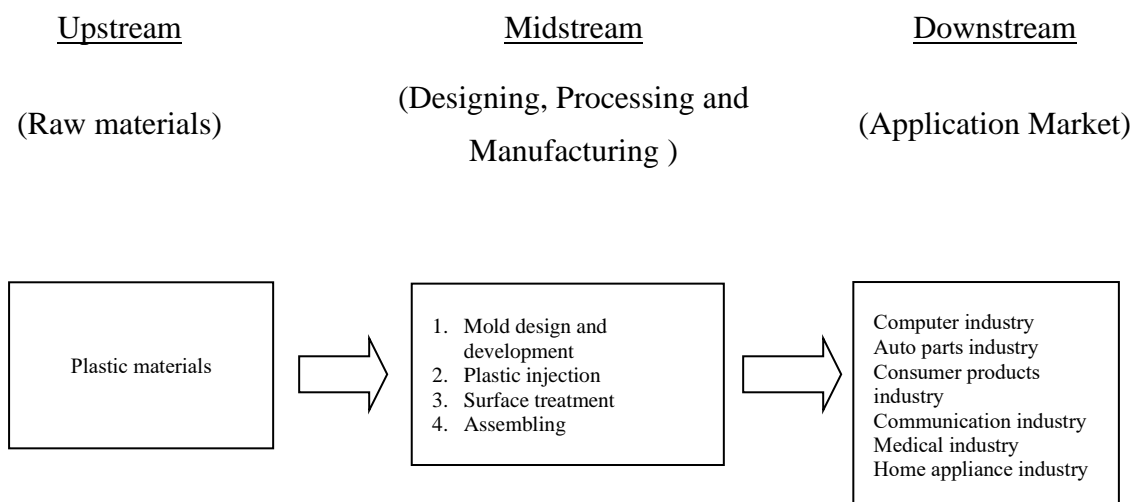 Upstream
Midstream
Downstream
(Raw materials)
(Designing, Processing and
Manufacturing )
(Application Market)
Plastic materials
1. Mold design and
development
2. Plastic injection
3. Surface treatment
4. Assembling
Computer industry
Auto parts industry
Consumer products
industry
Communication industry
Medical industry
Home appliance industry